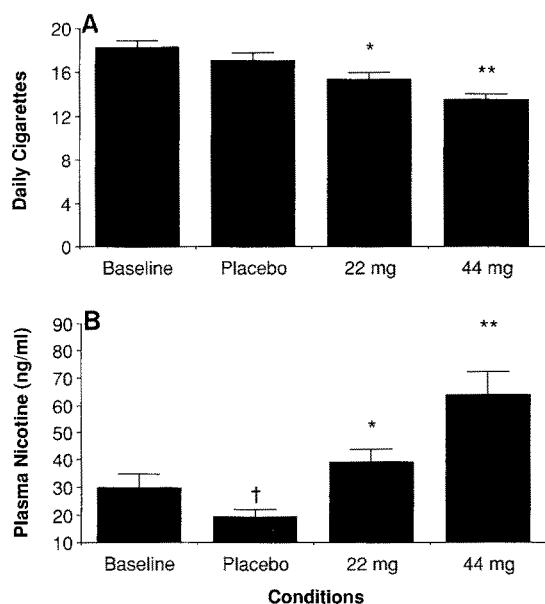 A
Daily Cigarettes
20
16
12
8
4
0
*
**
Baseline Placebo 22 mg 44 mg
B
Plasma Nicotine (ng/ml)
90
80
70
60
50
40
30
20
10
†
*
**
Baseline Placebo 22 mg 44 mg
Conditions